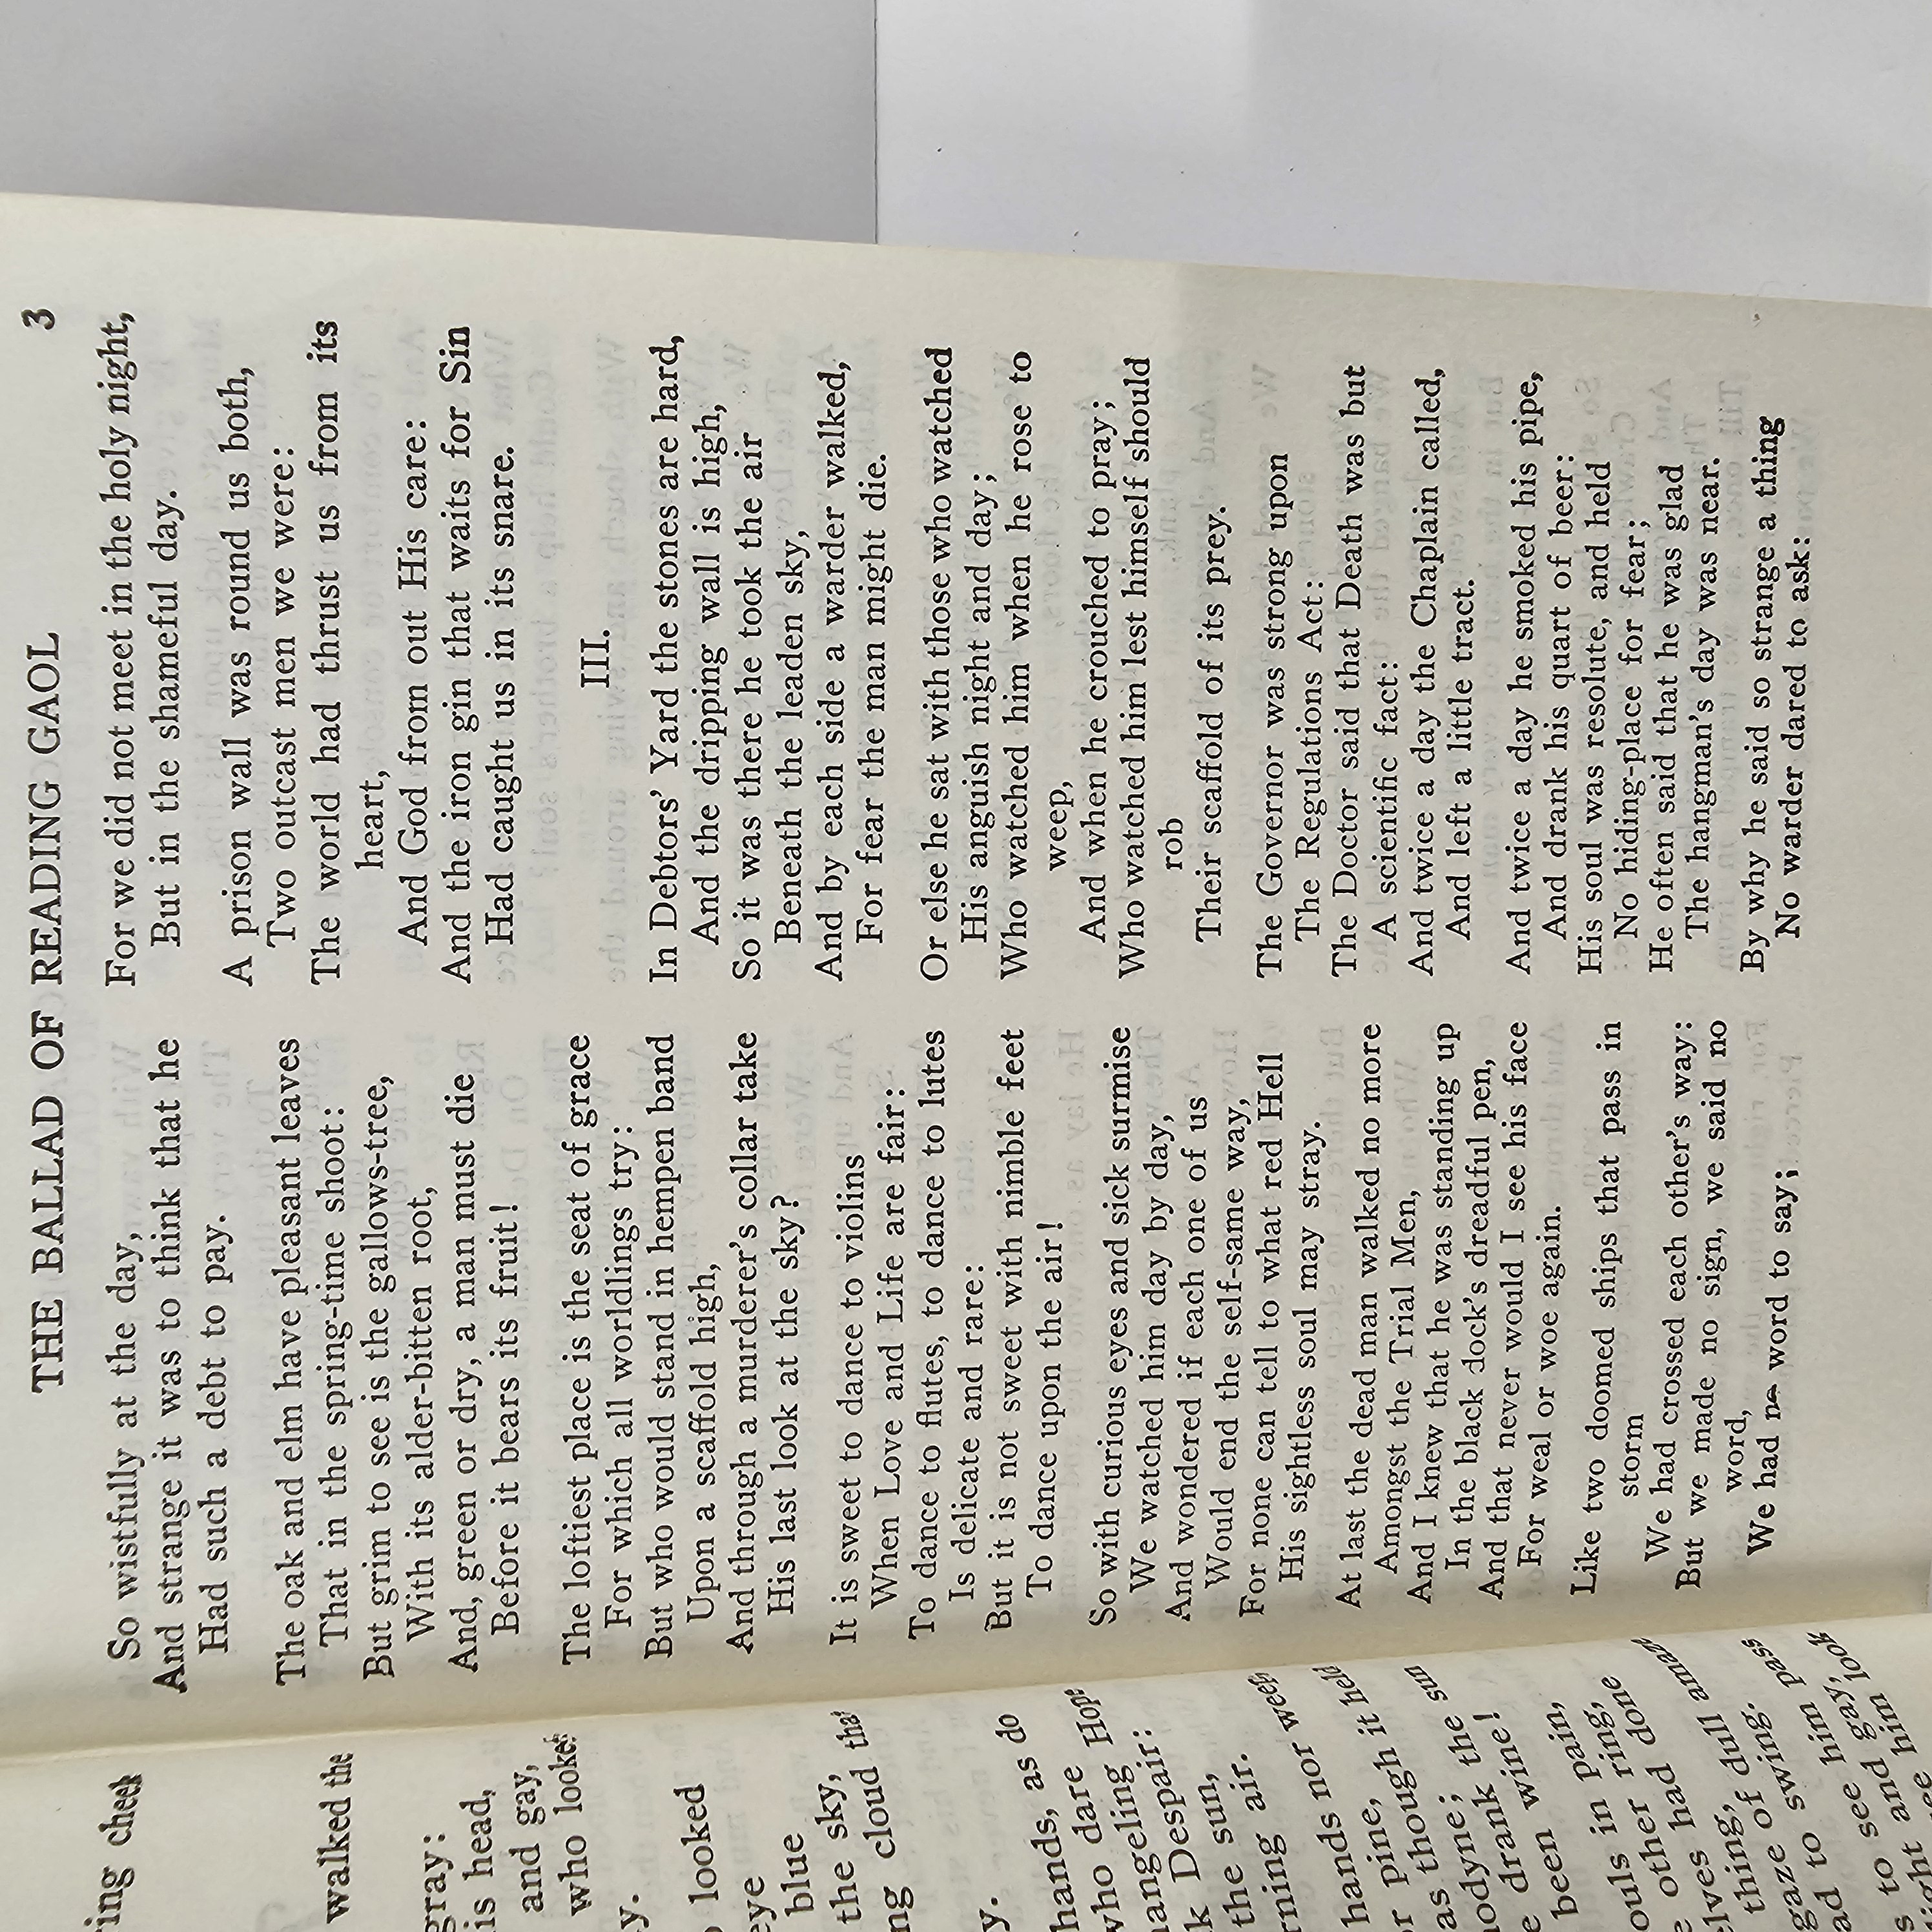 ring cheek
walked the
gray:
is head,
and gay,
who looked
y.
looked
eye
blue
the sky,
ng cloud that
y.
hands, as do
who dare
hangeling Hope
k Despair:
the sun,
rning air.
hands nor weep,
or pine,
as though it held
nodyne;
e drank the sun
been wine!
ouls in pain,
e other ring,
elves had done
thing,
gaze of dull amaze
ad to swing.
s to see him pass
light and gay,
see him look
THE BALLAD OF READING GAOL 3
So wistfully at the day,
And strange it was to think that he
Had such a debt to pay.
The oak and elm have pleasant leaves
That in the spring-time shoot:
But grim to see is the gallows-tree,
With its alder-bitten root,
And, green or dry, a man must die
Before it bears its fruit!
The loftiest place is the seat of grace
For which all worldlings try:
But who would stand in hempen band
Upon a scaffold high,
And through a murderer's collar take
His last look at the sky?
It is sweet to dance to violins
When Love and Life are fair:
To dance to flutes, to dance to lutes
Is delicate and rare:
But it is not sweet with nimble feet
To dance upon the air!
So with curious eyes and sick surmise
We watched him day by day,
And wondered if each one of us
Would end the self-same way,
For none can tell to what red Hell
His sightless soul may stray.
At last the dead man walked no more
Amongst the Trial Men,
And I knew that he was standing up
In the black dock's dreadful pen,
And that never would I see his face
For weal or woe again.
Like two doomed ships that pass in
storm
We had crossed each other's way:
But we made no sign, we said no
word,
We had no word to say;
For we did not meet in the holy night,
But in the shameful day.
A prison wall was round us both,
Two outcast men we were:
The world had thrust us from its
heart,
And God from out His care:
And the iron gin that waits for Sin
Had caught us in its snare.
III.
In Debtors' Yard the stones are hard,
And the dripping wall is high,
So it was there he took the air
Beneath the leaden sky,
And by each side a warder walked,
For fear the man might die.
Or else he sat with those who watched
His anguish night and day;
Who watched him when he rose to
weep,
And when he crouched to pray;
Who watched him lest himself should
rob
Their scaffold of its prey.
The Governor was strong upon
The Regulations Act:
The Doctor said that Death was but
A scientific fact:
And twice a day the Chaplain called,
And left a little tract.
And twice a day he smoked his pipe,
And drank his quart of beer:
His soul was resolute, and held
No hiding-place for fear;
He often said that he was glad
The hangman's day was near.
By why he said so strange a thing
No warder dared to ask: